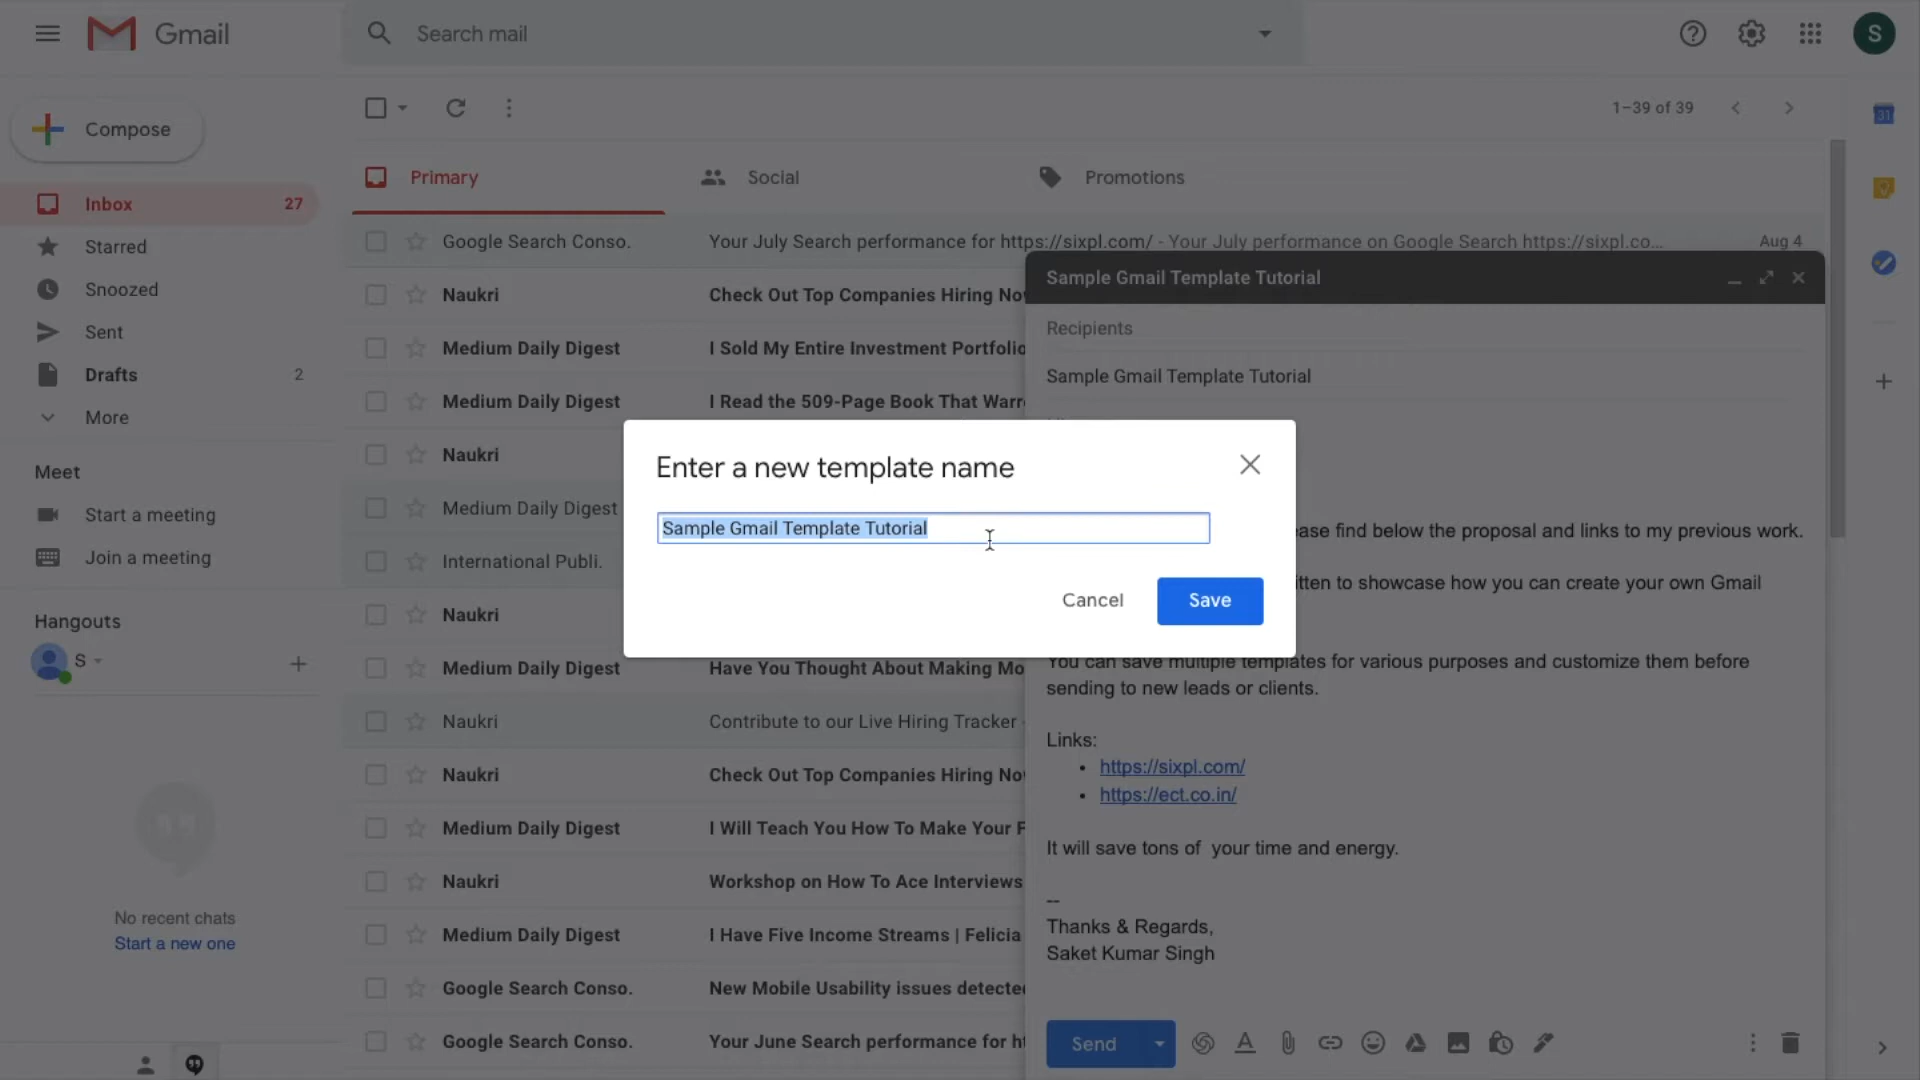 Gmail
Search mail
S
Compose
1–39 of 39
31
Primary
Social
Promotions
Inbox 27
Starred
Snoozed
Sent
Drafts 2
More
Meet
Start a meeting
Join a meeting
Hangouts
S
No recent chats
Start a new one
Google Search Conso. Your July Search performance for https://sixpl.com/ - Your July performance on Google Search https://sixpl.co... Aug 4
Naukri Check Out Top Companies Hiring
Medium Daily Digest I Sold My Entire Investment Portfolio
Medium Daily Digest I Read the 509-Page Book That
Naukri
Medium Daily Digest
International Publi.
Naukri
Medium Daily Digest Have You Thought About Making
Naukri Contribute to our Live Hiring Tracker
Naukri Check Out Top Companies Hiring
Medium Daily Digest I Will Teach You How To Make Your
Naukri Workshop on How To Ace Interviews
Medium Daily Digest I Have Five Income Streams | Felicia
Google Search Conso. New Mobile Usability issues
Google Search Conso. Your June Search performance for
Sample Gmail Template Tutorial
Recipients
Sample Gmail Template Tutorial
find below the proposal and links to my previous work.
to showcase how you can create your own Gmail
You can save multiple templates for various purposes and customize them before
sending to new leads or clients.
Links:
• https://sixpl.com/
• https://ect.co.in/
It will save tons of your time and energy.
--
Thanks & Regards,
Saket Kumar Singh
Send
Enter a new template name
Sample Gmail Template Tutorial
Cancel
Save